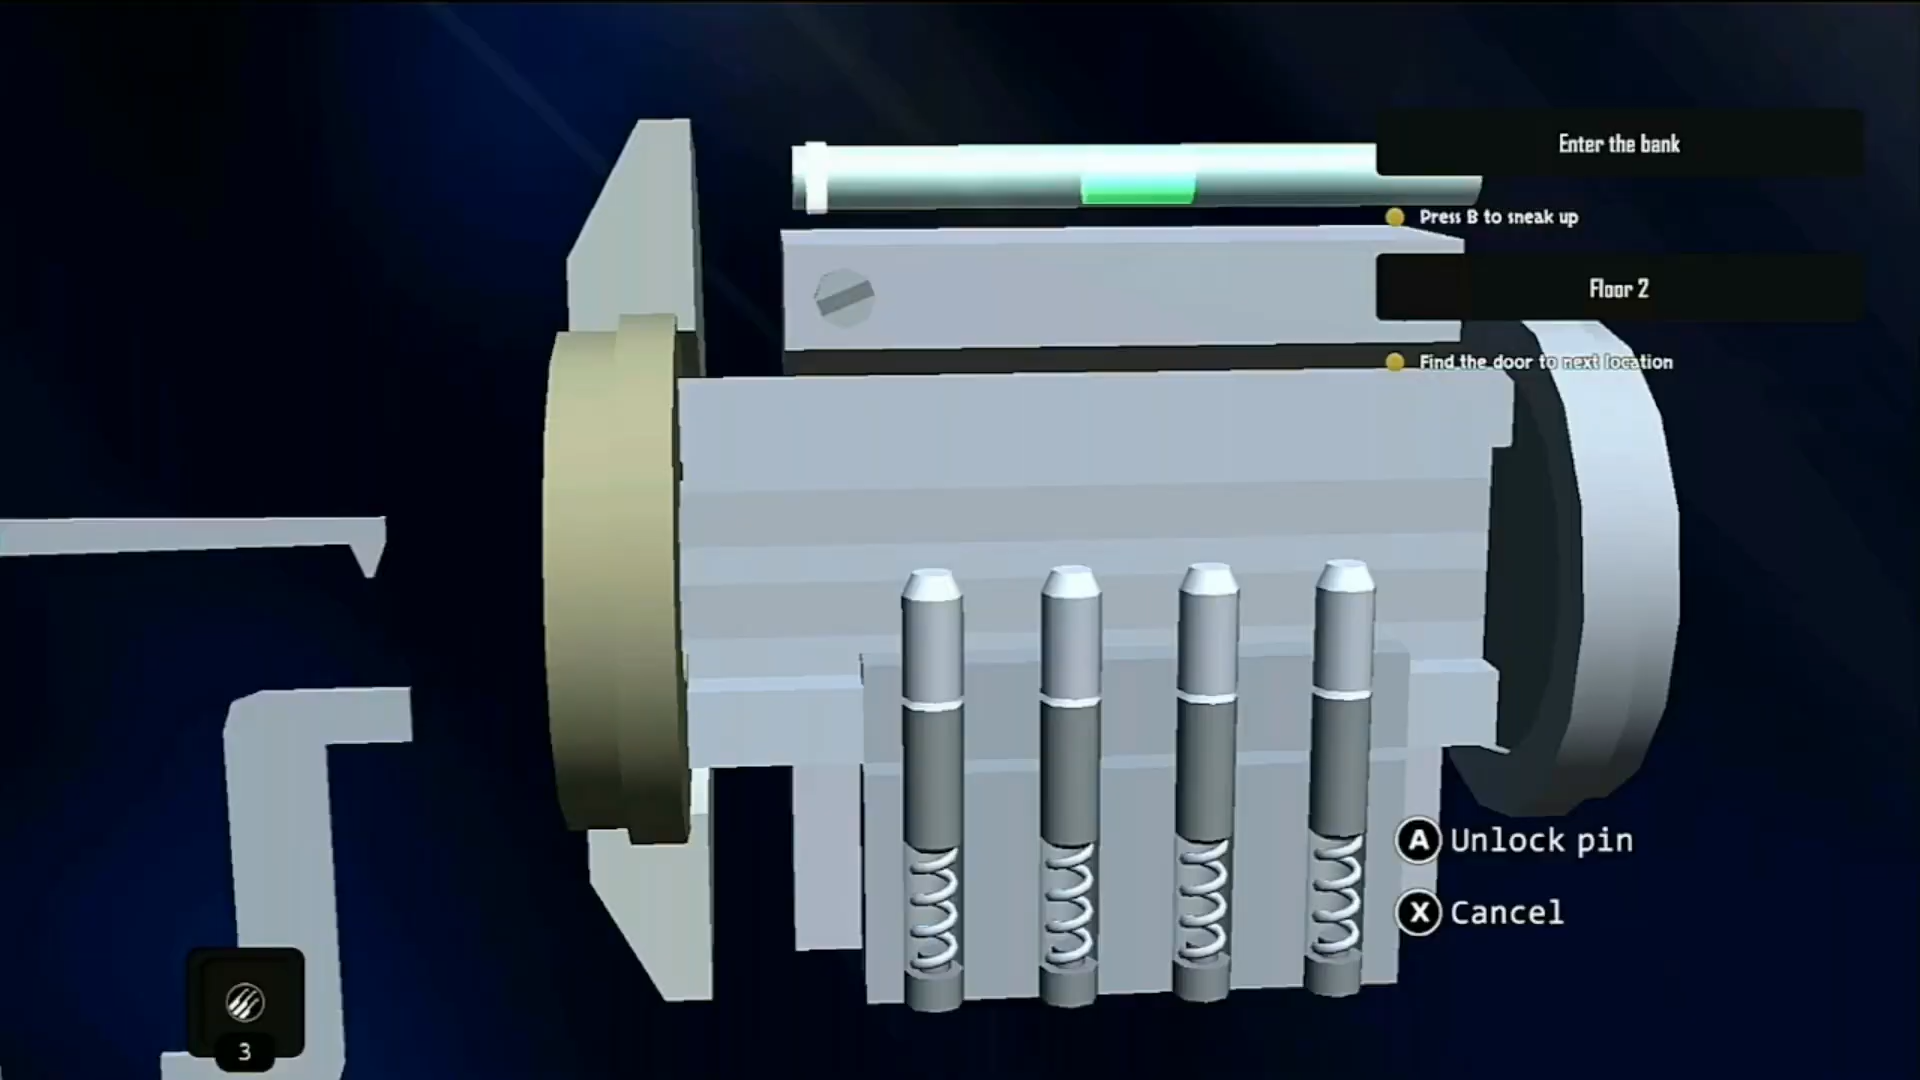 Enter the bank
Press B to sneak up
Floor 2
Find the door to next location
A Unlock pin
X Cancel
3